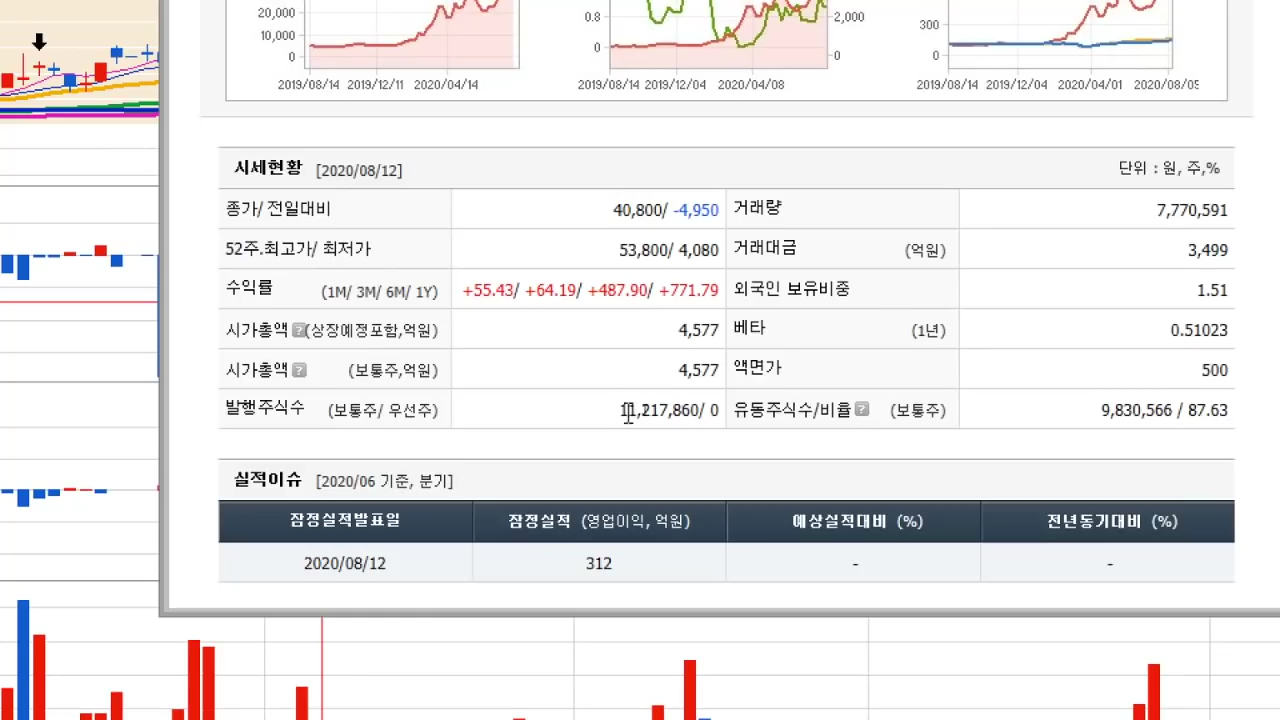 20,000
10,000
0
0.8
0
2,000
0
300
0
2019/08/14 2019/12/11 2020/04/14
2019/08/14 2019/12/04 2020/04/08
2019/08/14 2019/12/04 2020/04/01 2020/08/05
시세현황 [2020/08/12] 단위 : 원, 주,%
종가/ 전일대비 40,800/ -4,950 거래량 7,770,591
52주.최고가/ 최저가 53,800/ 4,080 거래대금 (억원) 3,499
수익률 (1M/ 3M/ 6M/ 1Y) +55.43/ +64.19/ +487.90/ +771.79 외국인 보유비중 1.51
시가총액 ? (상장예정포함,억원) 4,577 베타 (1년) 0.51023
시가총액 ? (보통주,억원) 4,577 액면가 500
발행주식수 (보통주/ 우선주) 11,217,860/ 0 유동주식수/비율 ? (보통주) 9,830,566 / 87.63
실적이슈 [2020/06 기준, 분기]
잠정실적발표일 잠정실적 (영업이익, 억원) 예상실적대비 (%) 전년동기대비 (%)
2020/08/12 312 - -